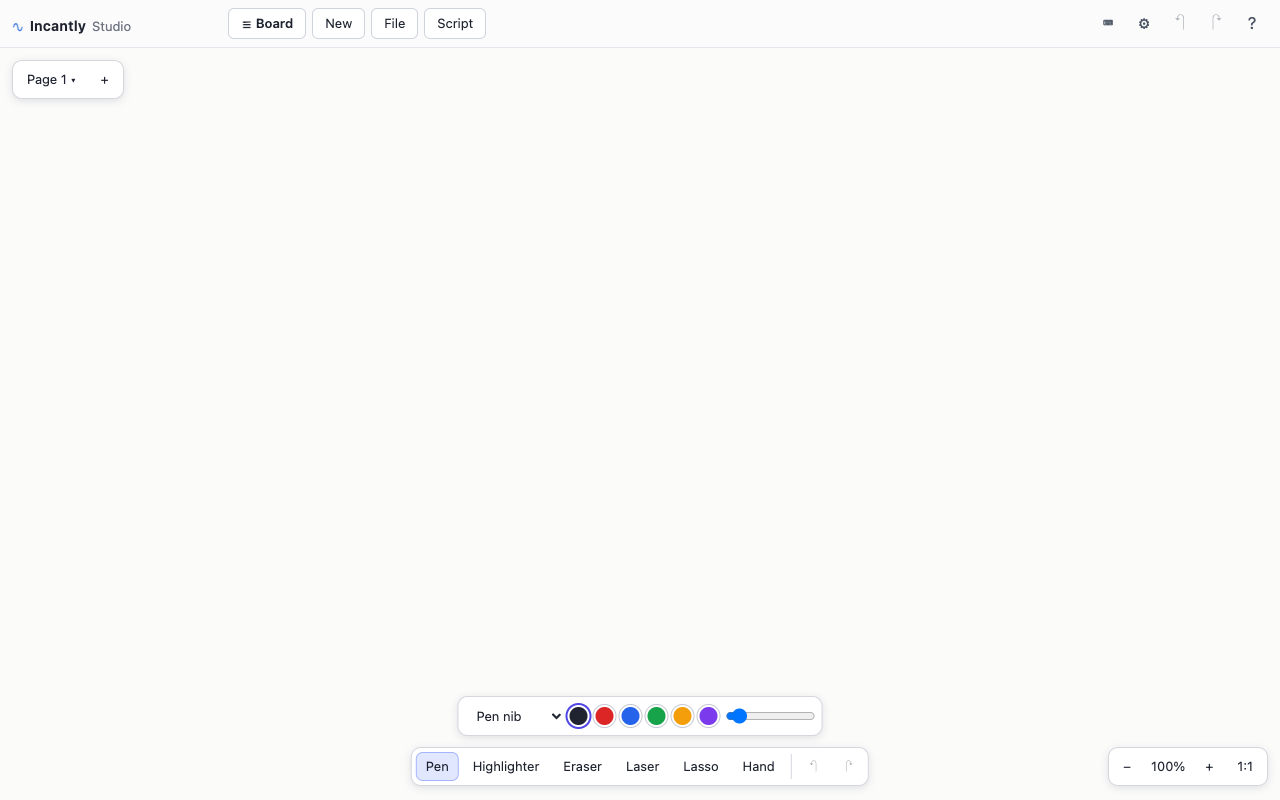 ∿ Incantly Studio
≡ Board New File Script
?
Page 1 ▾ +
Pen nib
Pen Highlighter Eraser Laser Lasso Hand
− 100% + 1:1